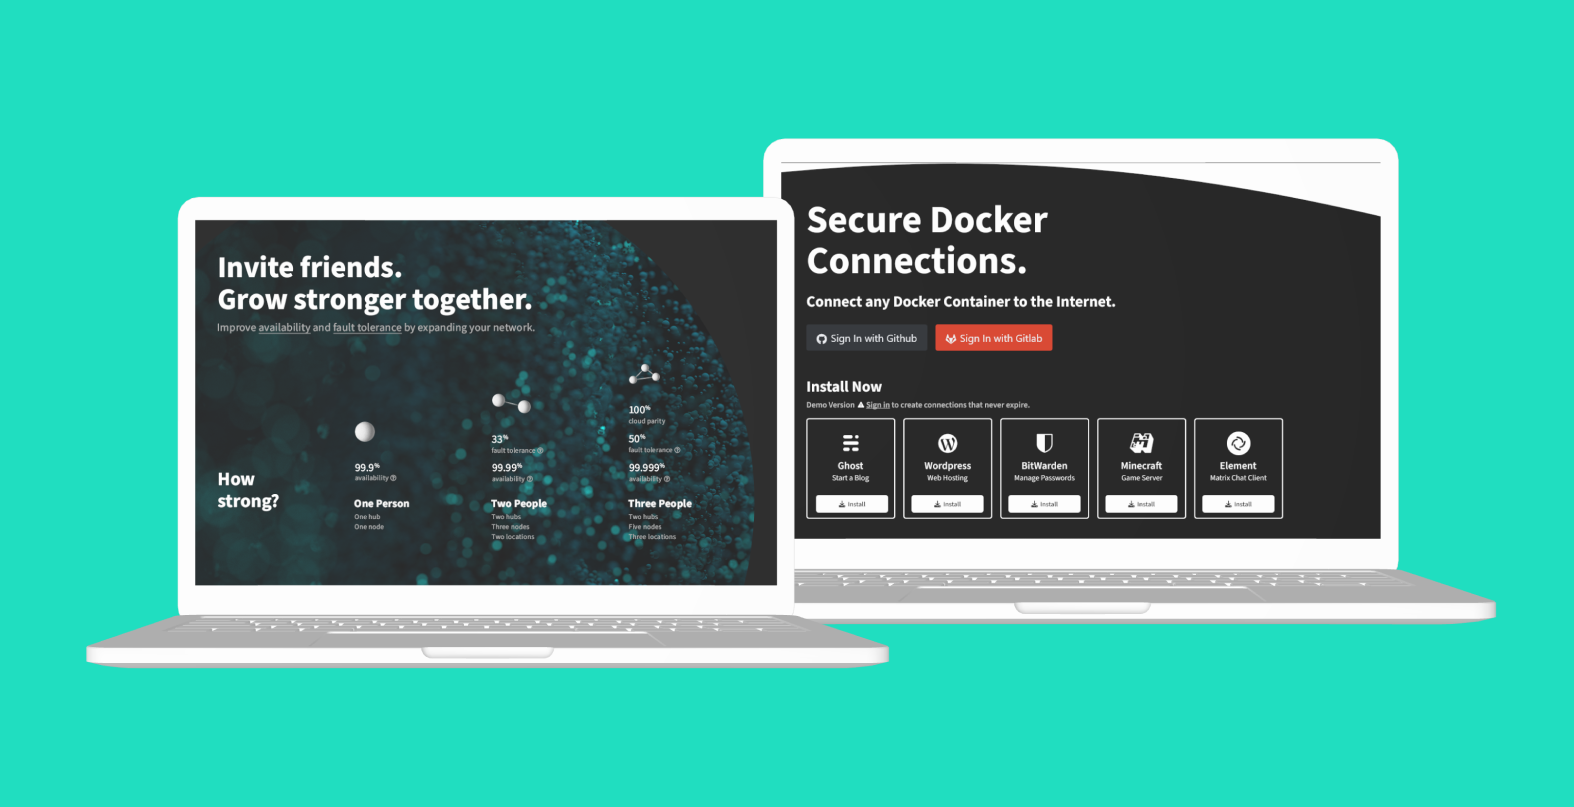 Invite friends.
Grow stronger together.
Improve availability and fault tolerance by expanding your network.
How
strong?
99.9%
availability
One Person
One hub
One node
33%
fault tolerance
99.99%
availability
Two People
Two hubs
Three nodes
Two locations
100%
cloud parity
50%
fault tolerance
99.999%
availability
Three People
Two hubs
Five nodes
Three locations
Secure Docker
Connections.
Connect any Docker Container to the Internet.
Sign In with Github
Sign In with Gitlab
Install Now
Demo Version Sign in to create connections that never expire.
Ghost
Start a Blog
Install
Wordpress
Web Hosting
Install
BitWarden
Manage Passwords
Install
Minecraft
Game Server
Install
Element
Matrix Chat Client
Install